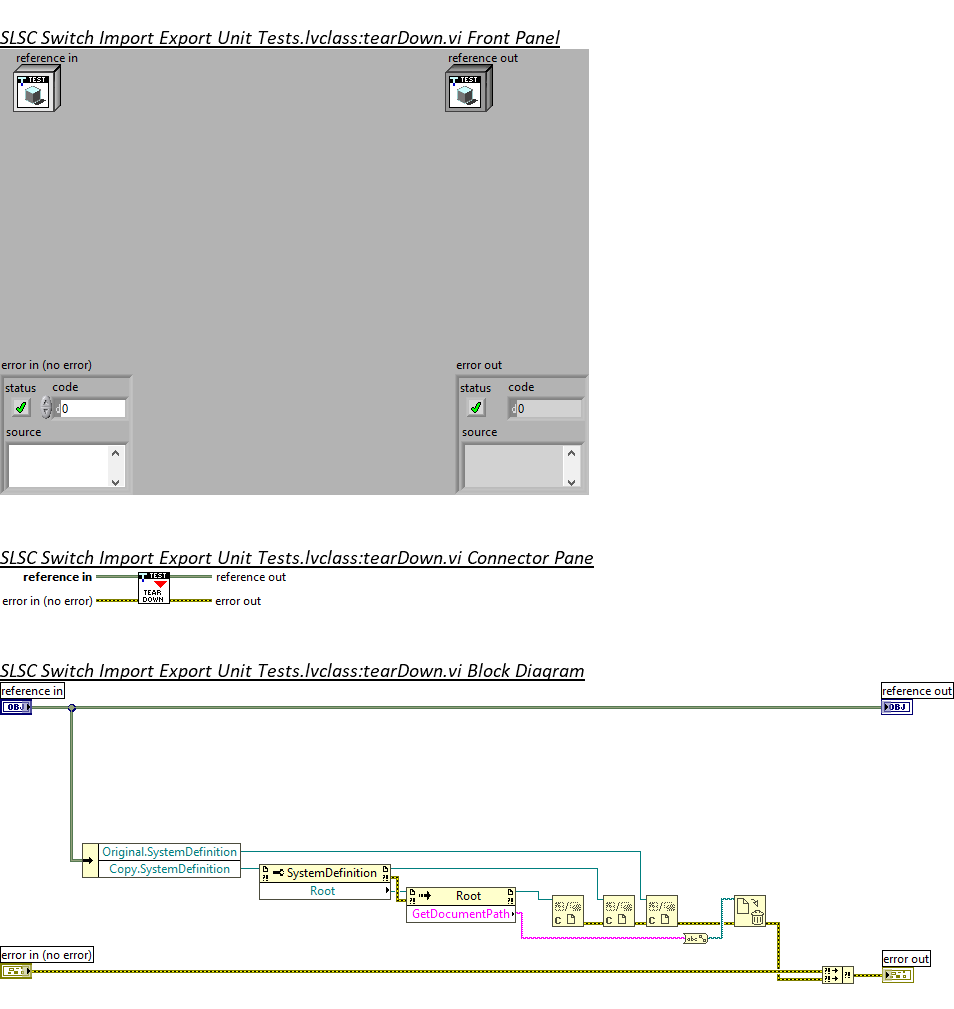 SLSC Switch Import Export Unit Tests.lvclass:tearDown.vi Front Panel
reference in
reference out
TEST
TEST
error in (no error)
error out
status
code
status
code
d
0
d
0
source
source
SLSC Switch Import Export Unit Tests.lvclass:tearDown.vi Connector Pane
reference in
TEST
reference out
TEAR
DOWN
error in (no error)
error out
SLSC Switch Import Export Unit Tests.lvclass:tearDown.vi Block Diagram
reference in
reference out
OBJ
OBJ
Original.SystemDefinition
Copy.SystemDefinition
SystemDefinition
Root
Root
GetDocumentPath
C
C
C
abc
error in (no error)
error out
?!
?!
?!